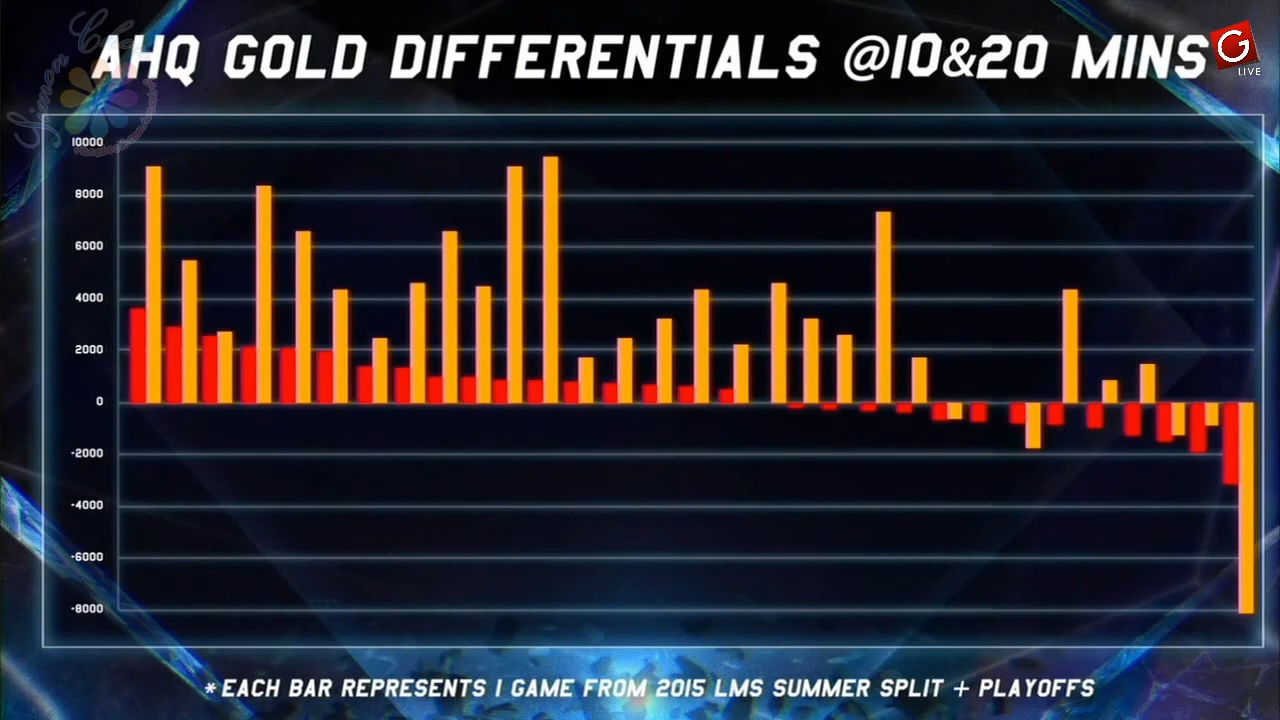 AHQ GOLD DIFFERENTIALS @10&20 MINS
G
LIVE
Simon
10000
8000
6000
4000
2000
0
-2000
-4000
-6000
-8000
* EACH BAR REPRESENTS 1 GAME FROM 2015 LMS SUMMER SPLIT + PLAYOFFS